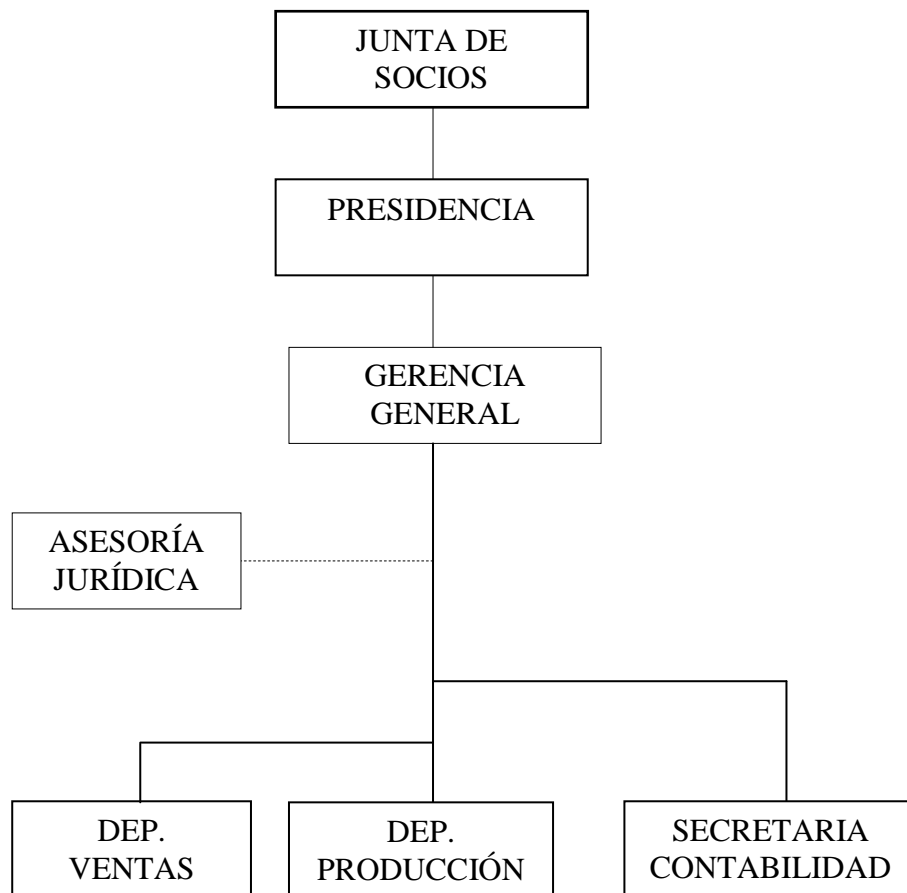 JUNTA DE
SOCIOS
PRESIDENCIA
GERENCIA
GENERAL
ASESORÍA
JURÍDICA
DEP.
VENTAS
DEP.
PRODUCCIÓN
SECRETARIA
CONTABILIDAD